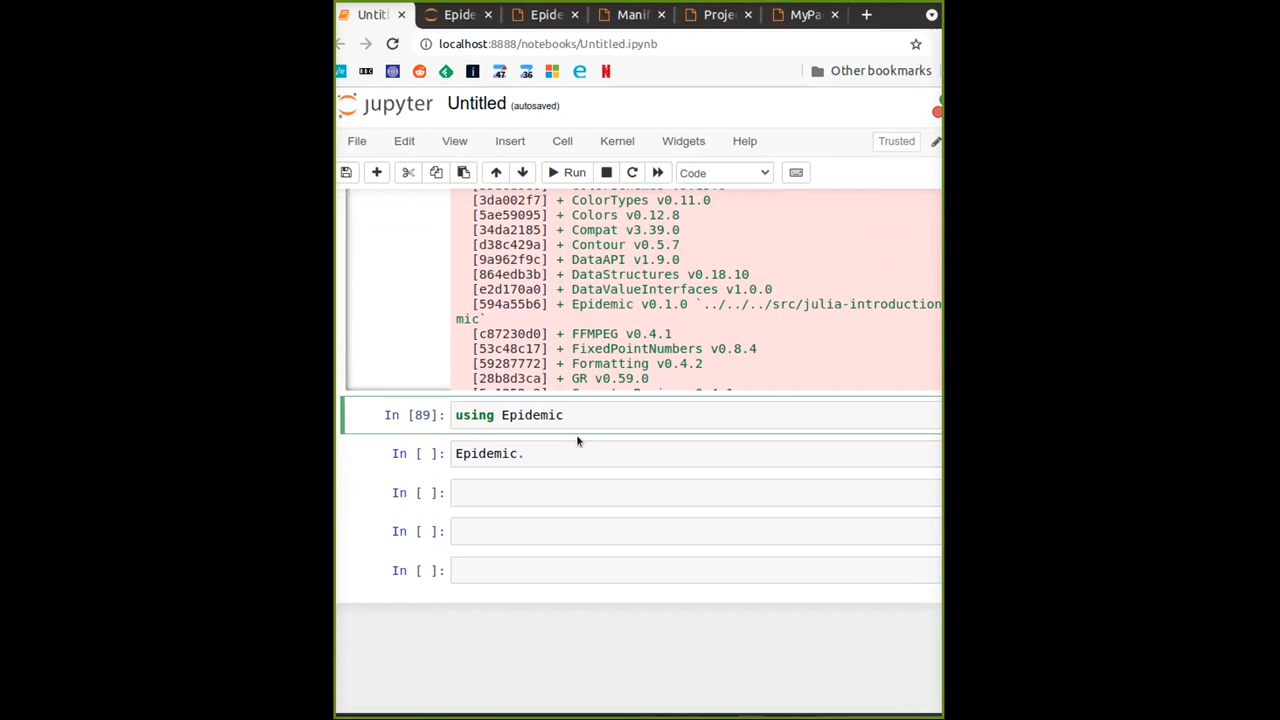 Untitl
Epide
Epide
Manif
Proje
MyPa
localhost:8888/notebooks/Untitled.ipynb
BBC
47
36
Other bookmarks
jupyter Untitled (autosaved)
File Edit View Insert Cell Kernel Widgets Help Trusted
Run Code
[3da002f7] + ColorTypes v0.11.0
[5ae59095] + Colors v0.12.8
[34da2185] + Compat v3.39.0
[d38c429a] + Contour v0.5.7
[9a962f9c] + DataAPI v1.9.0
[864edb3b] + DataStructures v0.18.10
[e2d170a0] + DataValueInterfaces v1.0.0
[594a55b6] + Epidemic v0.1.0 `../../../src/julia-introduction
mic`
[c87230d0] + FFMPEG v0.4.1
[53c48c17] + FixedPointNumbers v0.8.4
[59287772] + Formatting v0.4.2
[28b8d3ca] + GR v0.59.0
In [89]: using Epidemic
In [ ]: Epidemic.
In [ ]:
In [ ]:
In [ ]: